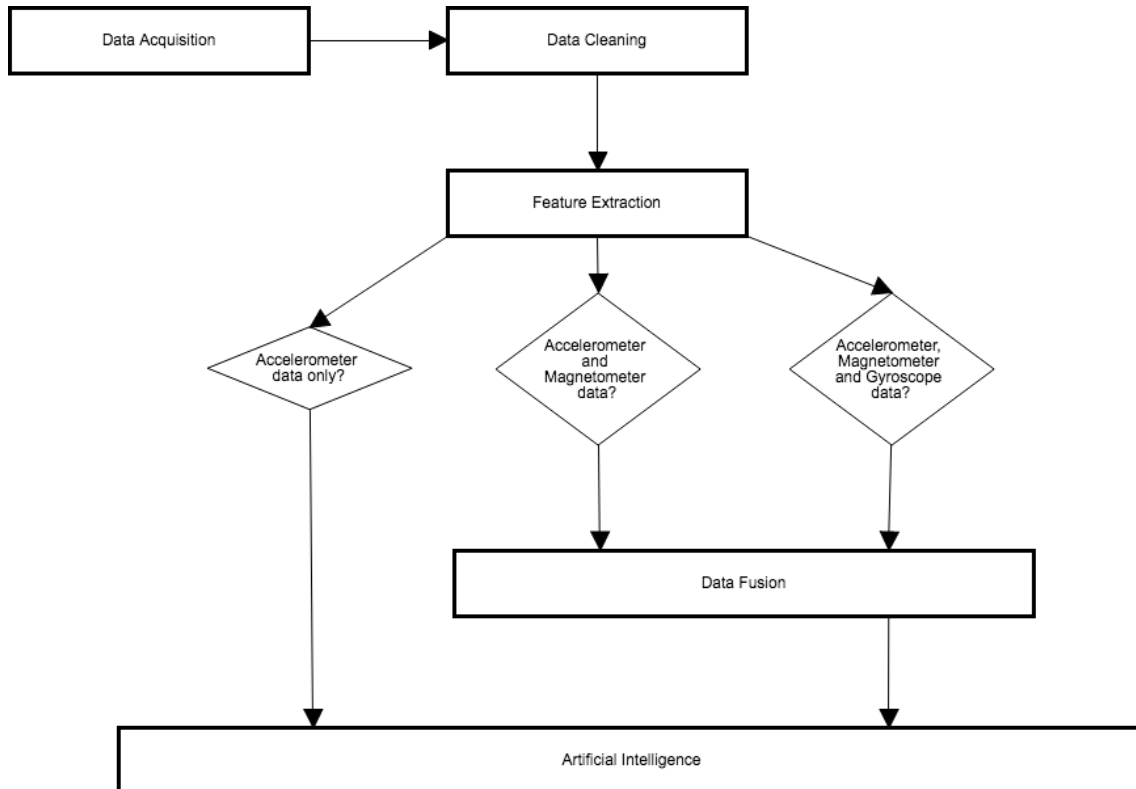 Data Acquisition
Data Cleaning
Feature Extraction
Accelerometer
data only?
Accelerometer
and
Magnetometer
data?
Accelerometer,
Magnetometer
and Gyroscope
data?
Data Fusion
Artificial Intelligence